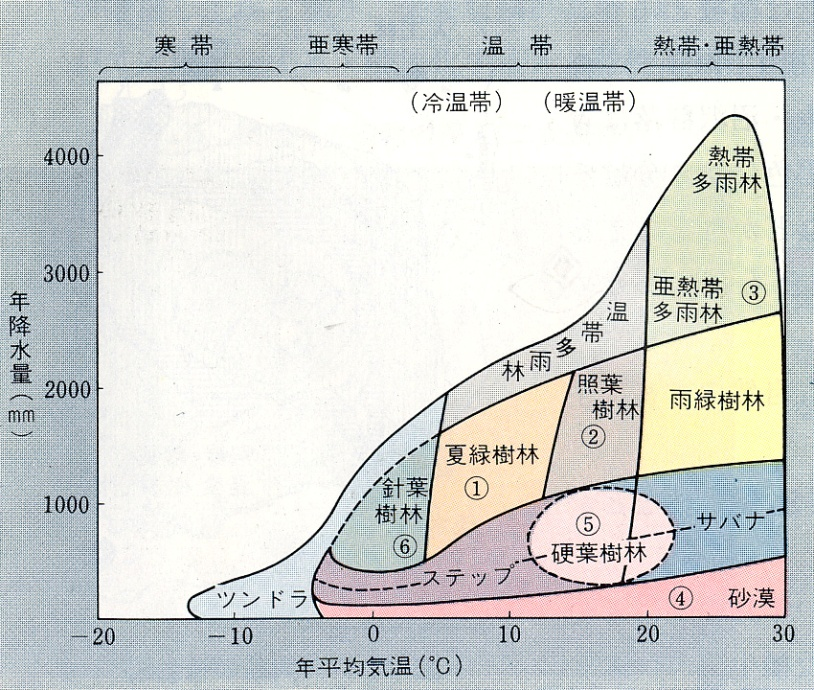 寒帯 亜寒帯 温帯 熱帯・亜熱帯
(冷温帯) (暖温帯)
4000
3000
2000
1000
年降水量(mm)
熱帯
多雨林
亜熱帯
多雨林
③
温帯多雨林
照葉
樹林
②
雨緑樹林
夏緑樹林
①
針葉
樹林
⑥
⑤
硬葉樹林
サバナ
ステップ
ツンドラ
④ 砂漠
-20 -10 0 10 20 30
年平均気温(℃)